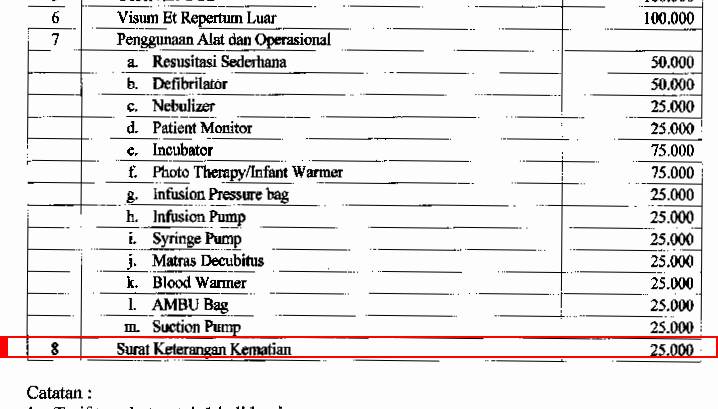 6 Visum Et Repertum Luar 100.000
7 Penggunaan Alat dan Operasional
a. Resusitasi Sederhana 50.000
b. Defibrilator 50.000
c. Nebulizer 25.000
d. Patient Monitor 25.000
e. Incubator 75.000
f. Photo Therapy/Infant Warmer 75.000
g. infusion Pressure bag 25.000
h. Infusion Pump 25.000
i. Syringe Pump 25.000
j. Matras Decubitus 25.000
k. Blood Warmer 25.000
l. AMBU Bag 25.000
m. Suction Pump 25.000
8 Surat Keterangan Kematian 25.000
Catatan :